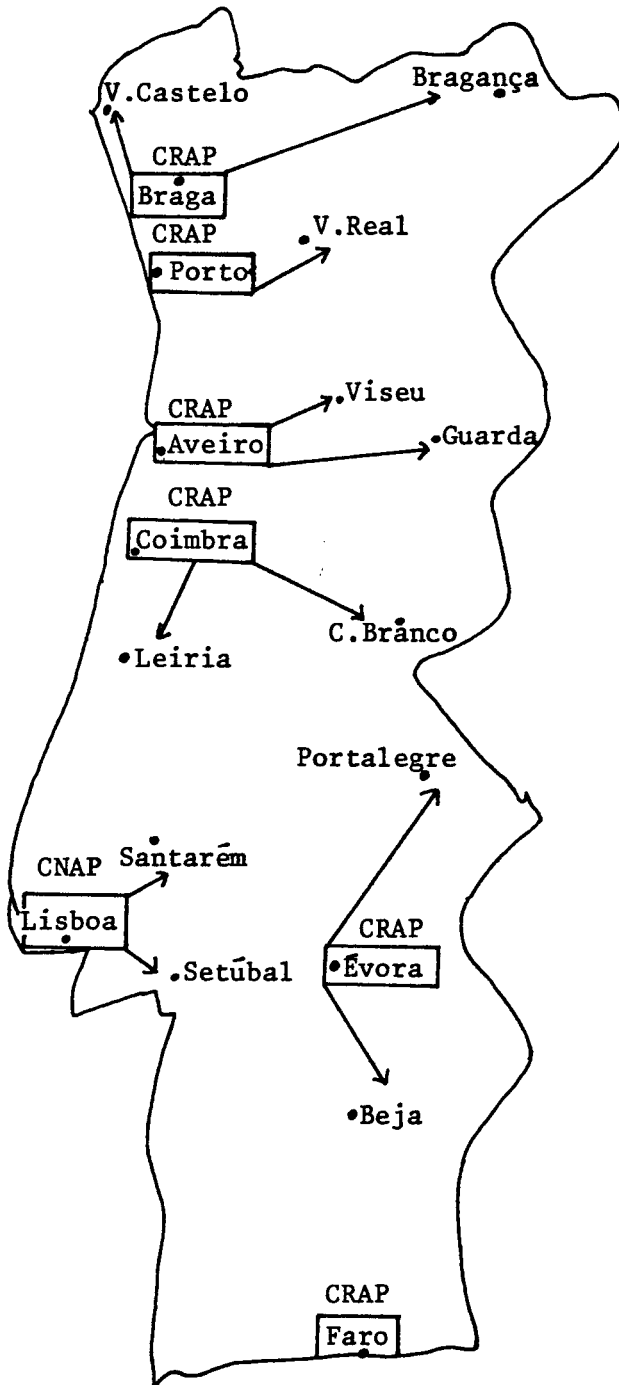 V.Castelo
Bragança
CRAP
Braga
CRAP
V.Real
Porto
Viseu
CRAP
Aveiro
Guarda
CRAP
Coimbra
C.Branco
Leiria
Portalegre
Santarém
CNAP
Lisboa
CRAP
Évora
Setúbal
Beja
CRAP
Faro